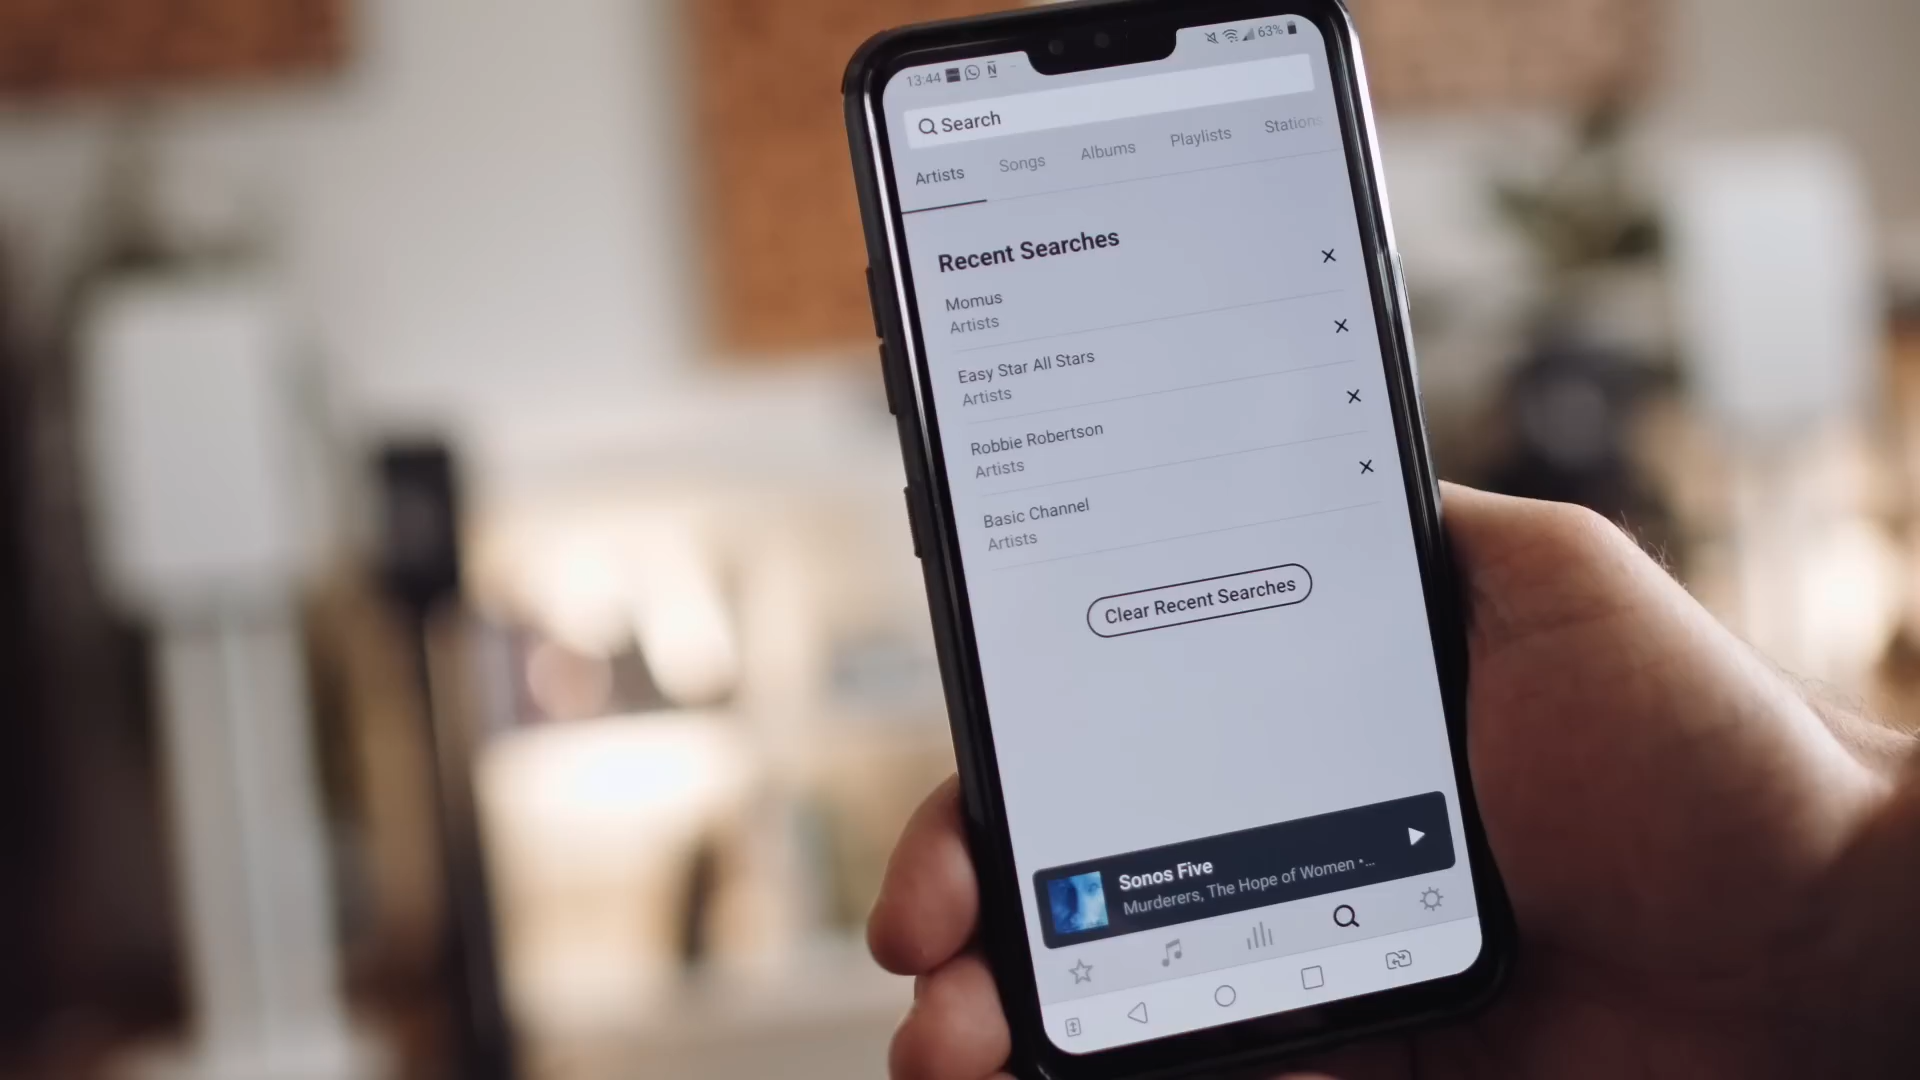 13:44
63%
Search
Artists Songs Albums Playlists Stations
Recent Searches
Momus
Artists
Easy Star All Stars
Artists
Robbie Robertson
Artists
Basic Channel
Artists
Clear Recent Searches
Sonos Five
Murderers, The Hope of Women •...